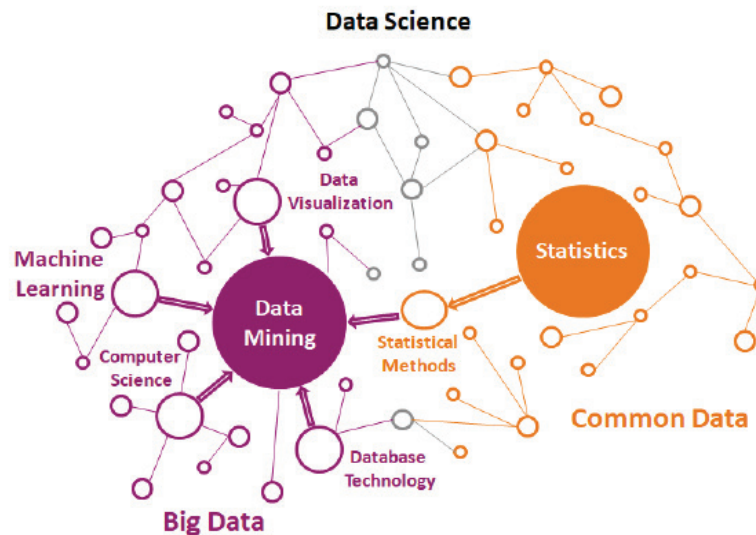 Data Science
Data
Visualization
Machine
Learning
Statistics
Data
Mining
Statistical
Methods
Computer
Science
Common Data
Database
Technology
Big Data